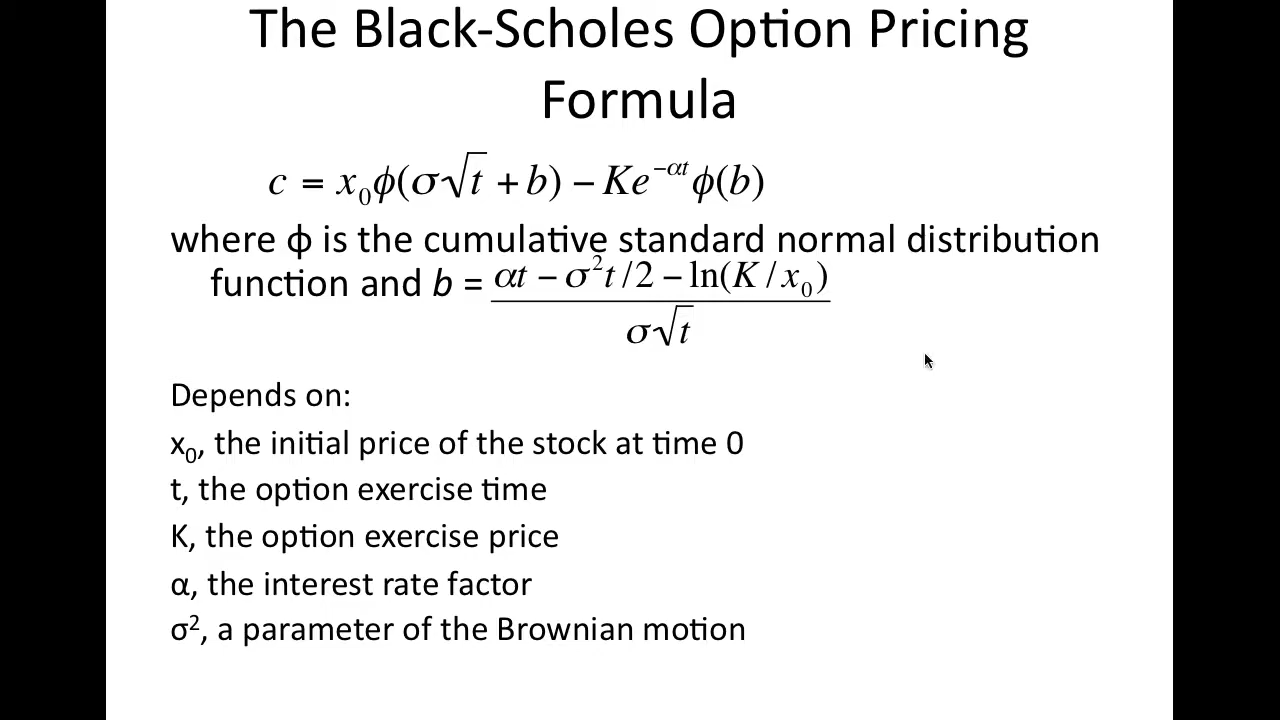 The Black-Scholes Option Pricing
Formula
c = x₀ϕ(σ√t + b) − Ke^{−αt}ϕ(b)
where ϕ is the cumulative standard normal distribution
function and b = (αt − σ²t/2 − ln(K/x₀)) / (σ√t)
Depends on:
x₀, the initial price of the stock at time 0
t, the option exercise time
K, the option exercise price
α, the interest rate factor
σ², a parameter of the Brownian motion